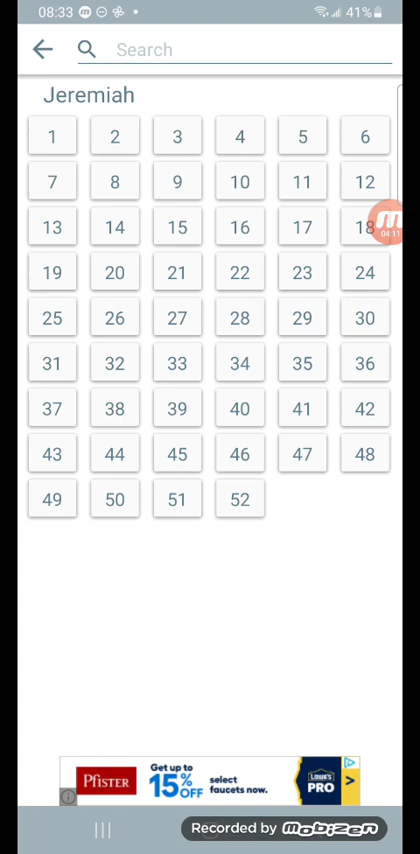 08:33 41%
Search
Jeremiah
1 2 3 4 5 6
7 8 9 10 11 12
13 14 15 16 17 18
04:11
19 20 21 22 23 24
25 26 27 28 29 30
31 32 33 34 35 36
37 38 39 40 41 42
43 44 45 46 47 48
49 50 51 52
PFISTER
Get up to
15% OFF
select
faucets now.
LOWE'S
PRO
Recorded by mobizen